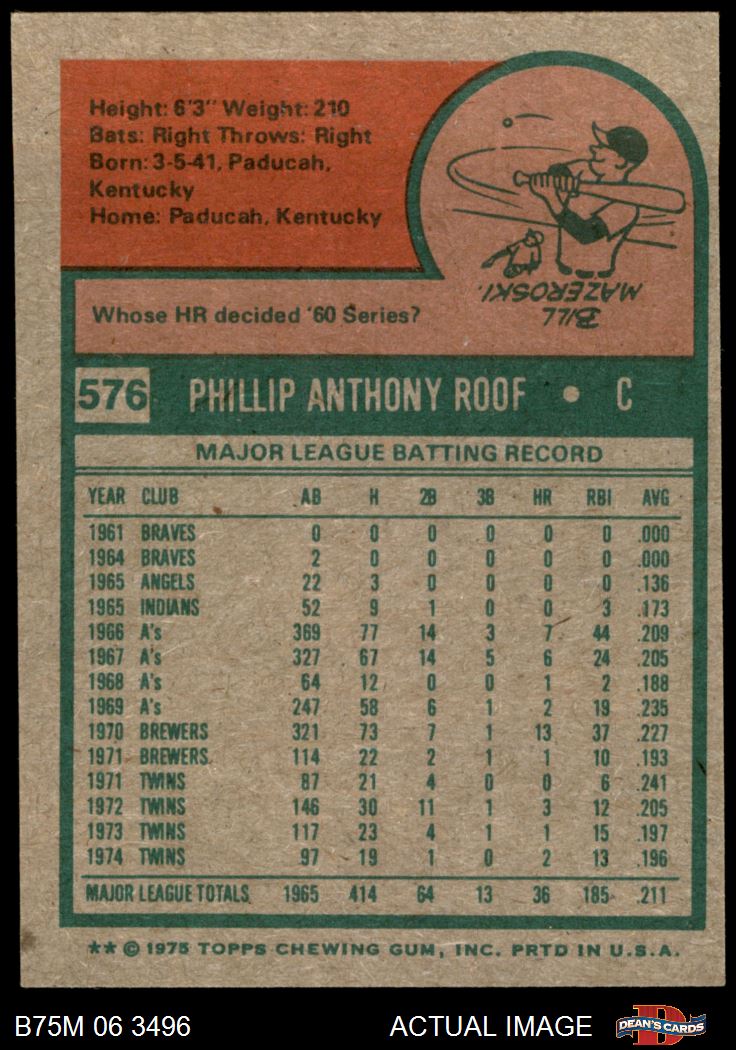 Height: 6'3" Weight: 210
Bats: Right Throws: Right
Born: 3-5-41, Paducah,
Kentucky
Home: Paducah, Kentucky
Whose HR decided '60 Series?
BILL
MAZEROSKI.
576 PHILLIP ANTHONY ROOF • C
MAJOR LEAGUE BATTING RECORD
YEAR CLUB AB H 2B 3B HR RBI AVG
1961 BRAVES 0 0 0 0 0 0 .000
1964 BRAVES 2 0 0 0 0 0 .000
1965 ANGELS 22 3 0 0 0 0 .136
1965 INDIANS 52 9 1 0 0 3 .173
1966 A's 369 77 14 3 7 44 .209
1967 A's 327 67 14 5 6 24 .205
1968 A's 64 12 0 0 1 2 .188
1969 A's 247 58 6 1 2 19 .235
1970 BREWERS 321 73 7 1 13 37 .227
1971 BREWERS 114 22 2 1 1 10 .193
1971 TWINS 87 21 4 0 0 6 .241
1972 TWINS 146 30 11 1 3 12 .205
1973 TWINS 117 23 4 1 1 15 .197
1974 TWINS 97 19 1 0 2 13 .196
MAJOR LEAGUE TOTALS 1965 414 64 13 36 185 .211
** © 1975 TOPPS CHEWING GUM, INC. PRTD IN U.S.A.
B75M 06 3496 ACTUAL IMAGE D DEAN'S CARDS